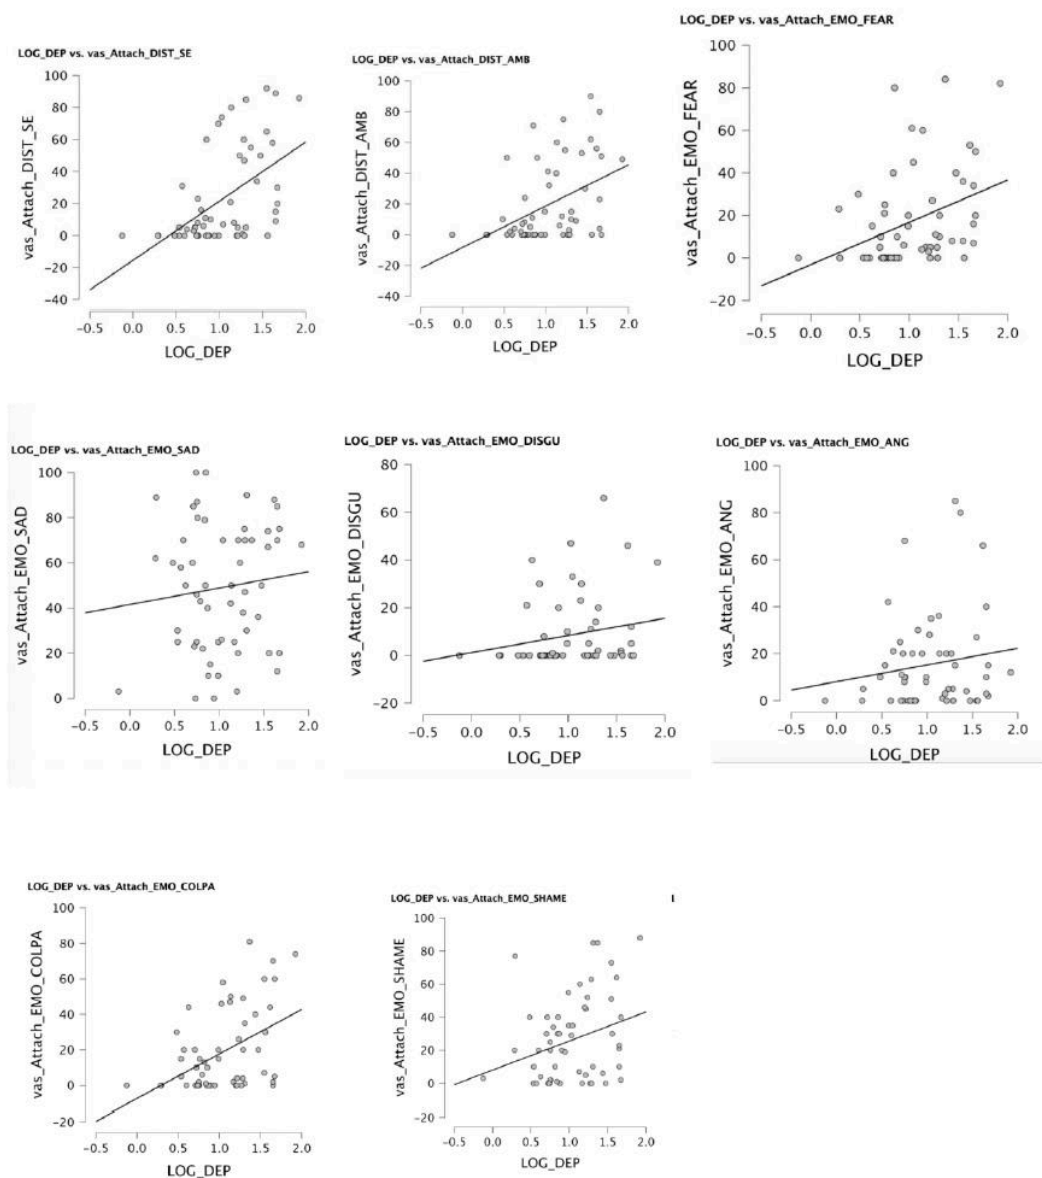 LOG_DEP vs. vas_Attach_DIST_SE
vas_Attach_DIST_SE
100
80
60
40
20
0
−20
−40
−0.5 0.0 0.5 1.0 1.5 2.0
LOG_DEP
LOG_DEP vs. vas_Attach_DIST_AMB
vas_Attach_DIST_AMB
100
80
60
40
20
0
−20
−40
−0.5 0.0 0.5 1.0 1.5 2.0
LOG_DEP
LOG_DEP vs. vas_Attach_EMO_FEAR
vas_Attach_EMO_FEAR
100
80
60
40
20
0
−20
−0.5 0.0 0.5 1.0 1.5 2.0
LOG_DEP
LOG_DEP vs. vas_Attach_EMO_SAD
vas_Attach_EMO_SAD
100
80
60
40
20
0
−0.5 0.0 0.5 1.0 1.5 2.0
LOG_DEP
LOG_DEP vs. vas_Attach_EMO_DISGU
vas_Attach_EMO_DISGU
80
60
40
20
0
−20
−0.5 0.0 0.5 1.0 1.5 2.0
LOG_DEP
LOG_DEP vs. vas_Attach_EMO_ANG
vas_Attach_EMO_ANG
100
80
60
40
20
0
−0.5 0.0 0.5 1.0 1.5 2.0
LOG_DEP
LOG_DEP vs. vas_Attach_EMO_COLPA
vas_Attach_EMO_COLPA
100
80
60
40
20
0
−20
−0.5 0.0 0.5 1.0 1.5 2.0
LOG_DEP
LOG_DEP vs. vas_Attach_EMO_SHAME
vas_Attach_EMO_SHAME
100
80
60
40
20
0
−20
−0.5 0.0 0.5 1.0 1.5 2.0
LOG_DEP